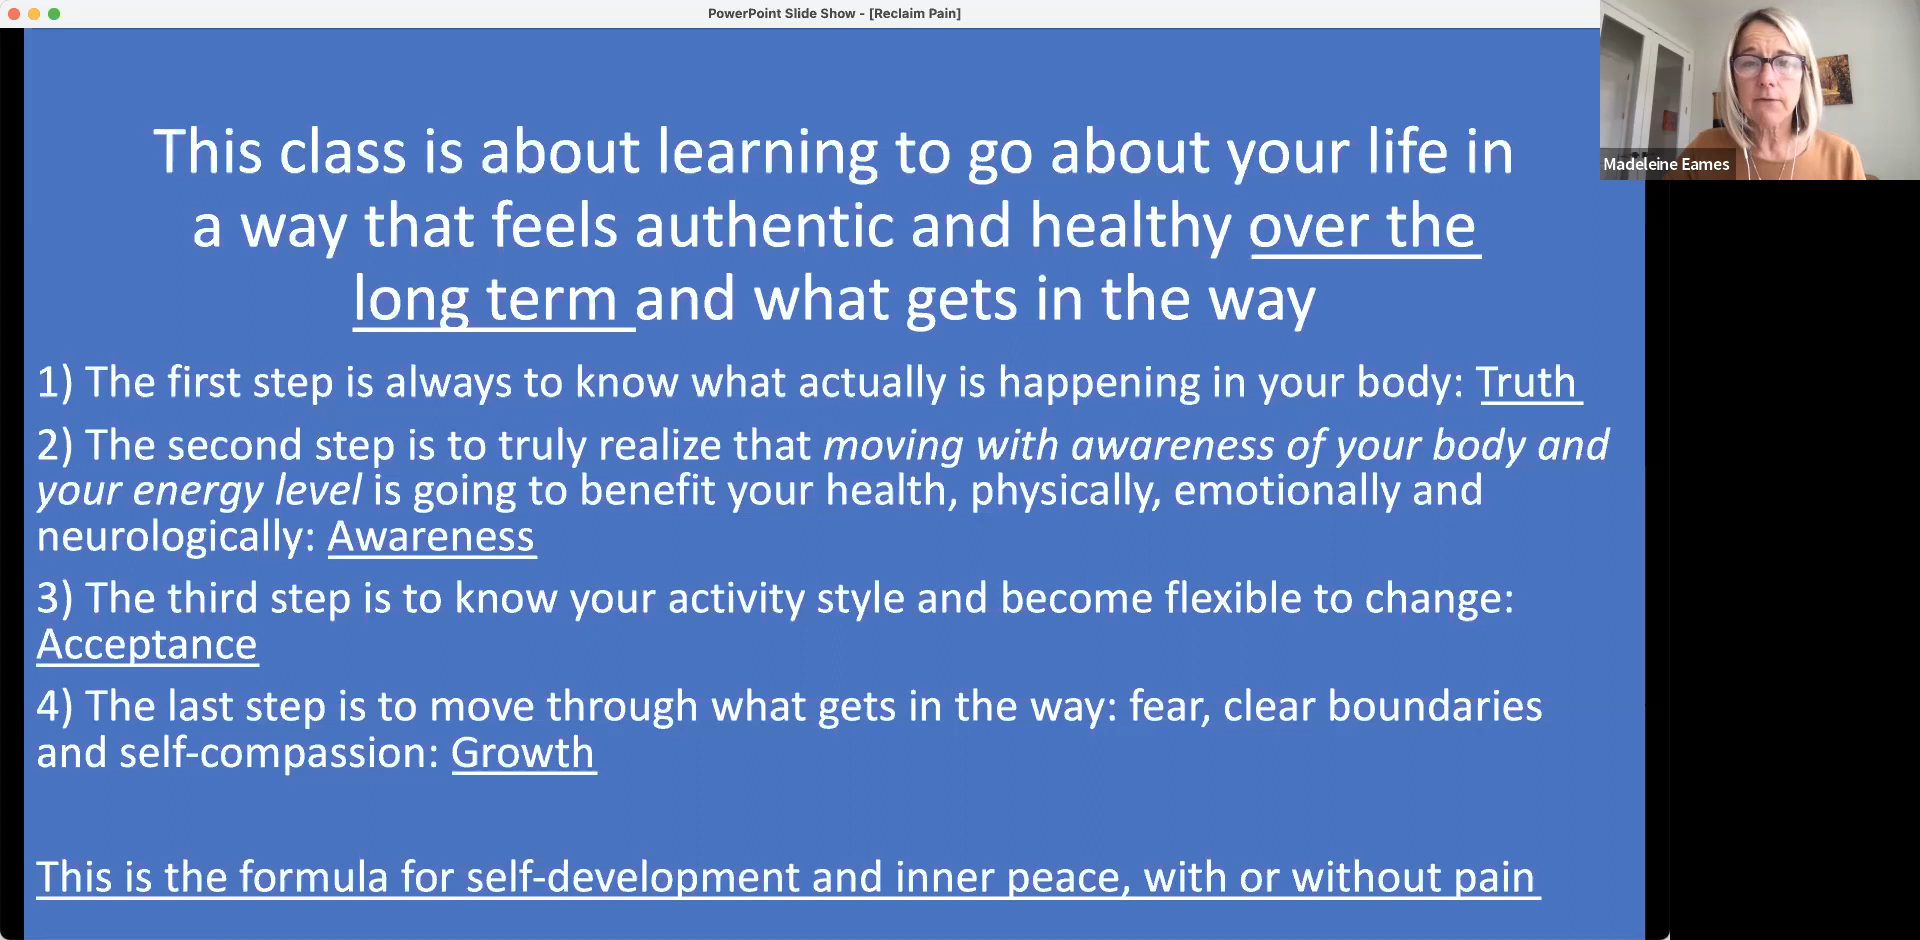 PowerPoint Slide Show - [Reclaim Pain]
Madeleine Eames
This class is about learning to go about your life in
a way that feels authentic and healthy over the
long term and what gets in the way
1) The first step is always to know what actually is happening in your body: Truth
2) The second step is to truly realize that moving with awareness of your body and
your energy level is going to benefit your health, physically, emotionally and
neurologically: Awareness
3) The third step is to know your activity style and become flexible to change:
Acceptance
4) The last step is to move through what gets in the way: fear, clear boundaries
and self-compassion: Growth
This is the formula for self-development and inner peace, with or without pain